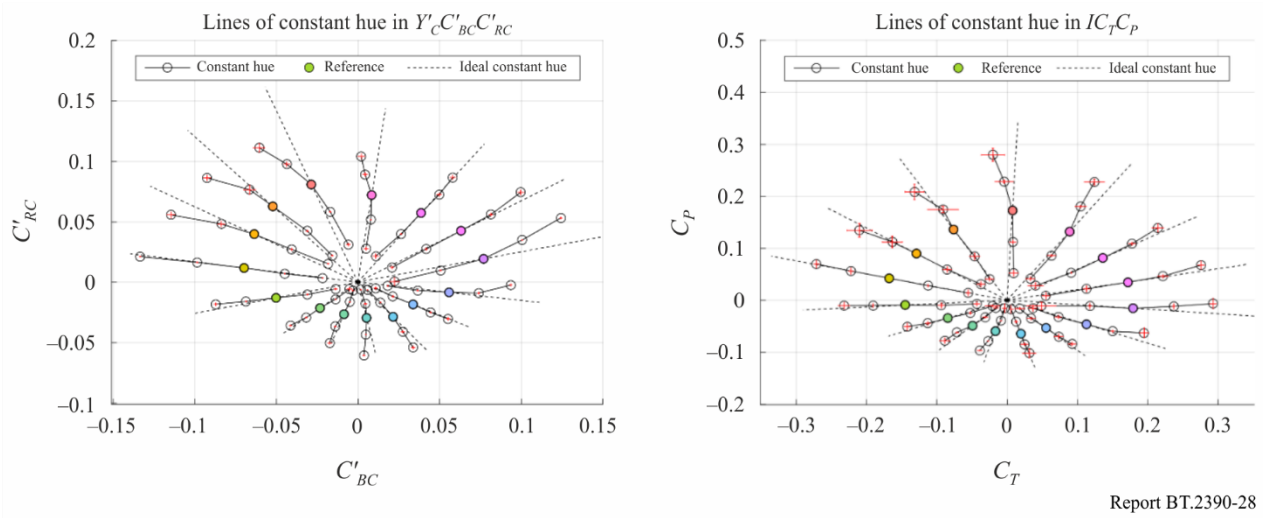 Lines of constant hue in Y′CC′BCC′RC
0.2
Constant hue Reference Ideal constant hue
0.15
0.1
0.05
0
–0.05
–0.1
C′RC
–0.15 –0.1 –0.05 0 0.05 0.1 0.15
C′BC
Lines of constant hue in ICTCP
0.5
Constant hue Reference Ideal constant hue
0.4
0.3
0.2
0.1
0
–0.1
–0.2
CP
–0.3 –0.2 –0.1 0 0.1 0.2 0.3
CT
Report BT.2390-28